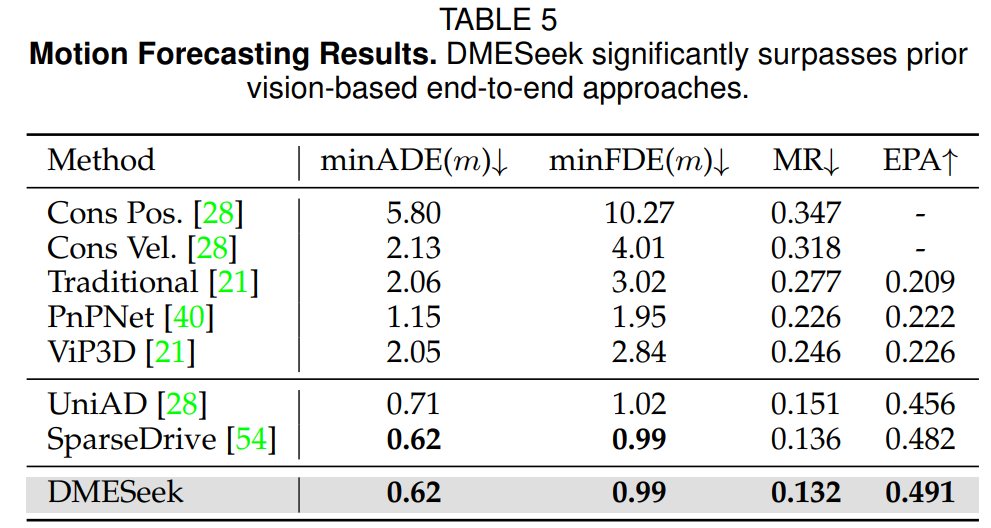 TABLE 5
Motion Forecasting Results. DMESeek significantly surpasses prior
vision-based end-to-end approaches.
Method minADE(m)↓ minFDE(m)↓ MR↓ EPA↑
Cons Pos. [28] 5.80 10.27 0.347 -
Cons Vel. [28] 2.13 4.01 0.318 -
Traditional [21] 2.06 3.02 0.277 0.209
PnPNet [40] 1.15 1.95 0.226 0.222
ViP3D [21] 2.05 2.84 0.246 0.226
UniAD [28] 0.71 1.02 0.151 0.456
SparseDrive [54] 0.62 0.99 0.136 0.482
DMESeek 0.62 0.99 0.132 0.491